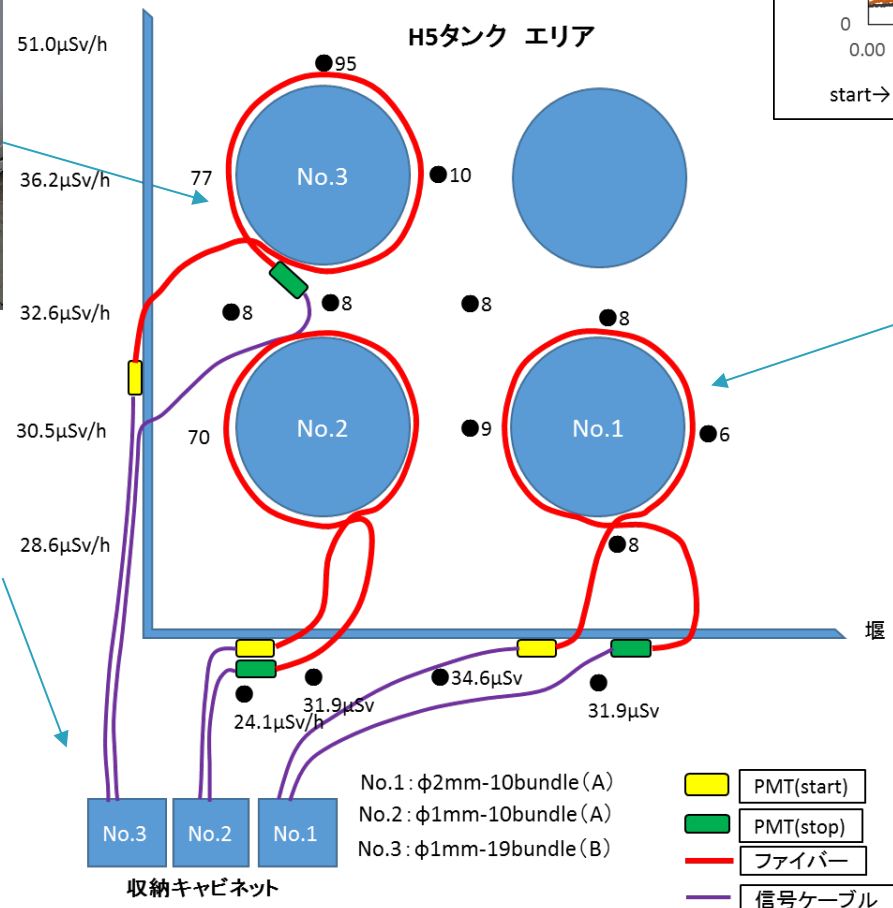 51.0μSv/h
H5タンク エリア
0
0.00
start→
95
36.2μSv/h
77
No.3
10
32.6μSv/h
8
8
8
8
30.5μSv/h
70
No.2
9
No.1
6
28.6μSv/h
8
堰
34.6μSv
31.9μSv
24.1μSv/h
31.9μSv
No.1：φ2mm-10bundle（A）
No.2：φ1mm-10bundle（A）
No.3：φ1mm-19bundle（B）
PMT(start)
PMT(stop)
ファイバー
信号ケーブル
No.3
No.2
No.1
収納キャビネット